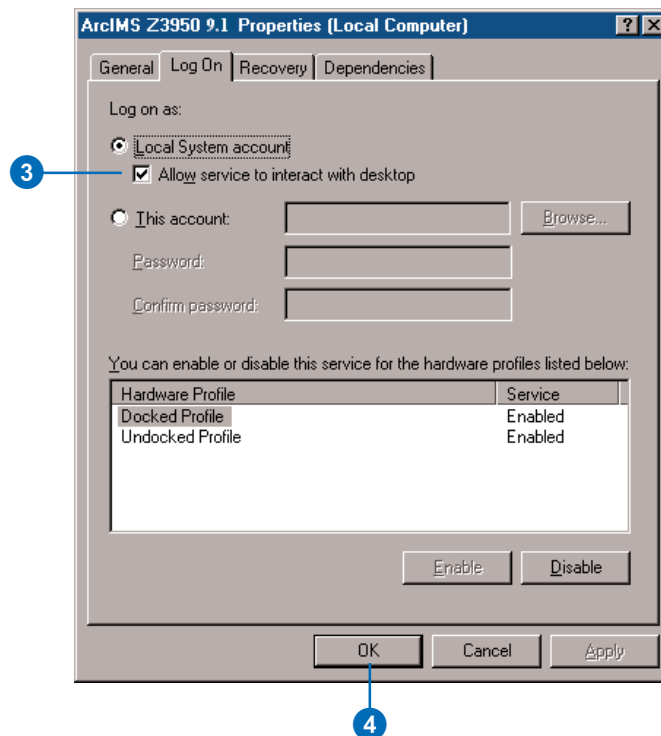 ArcIMS Z3950 9.1 Properties (Local Computer)
General Log On Recovery Dependencies
Log on as:
Local System account
3 Allow service to interact with desktop
This account: Browse...
Password:
Confirm password:
You can enable or disable this service for the hardware profiles listed below:
Hardware Profile Service
Docked Profile Enabled
Undocked Profile Enabled
Enable Disable
OK Cancel Apply
4